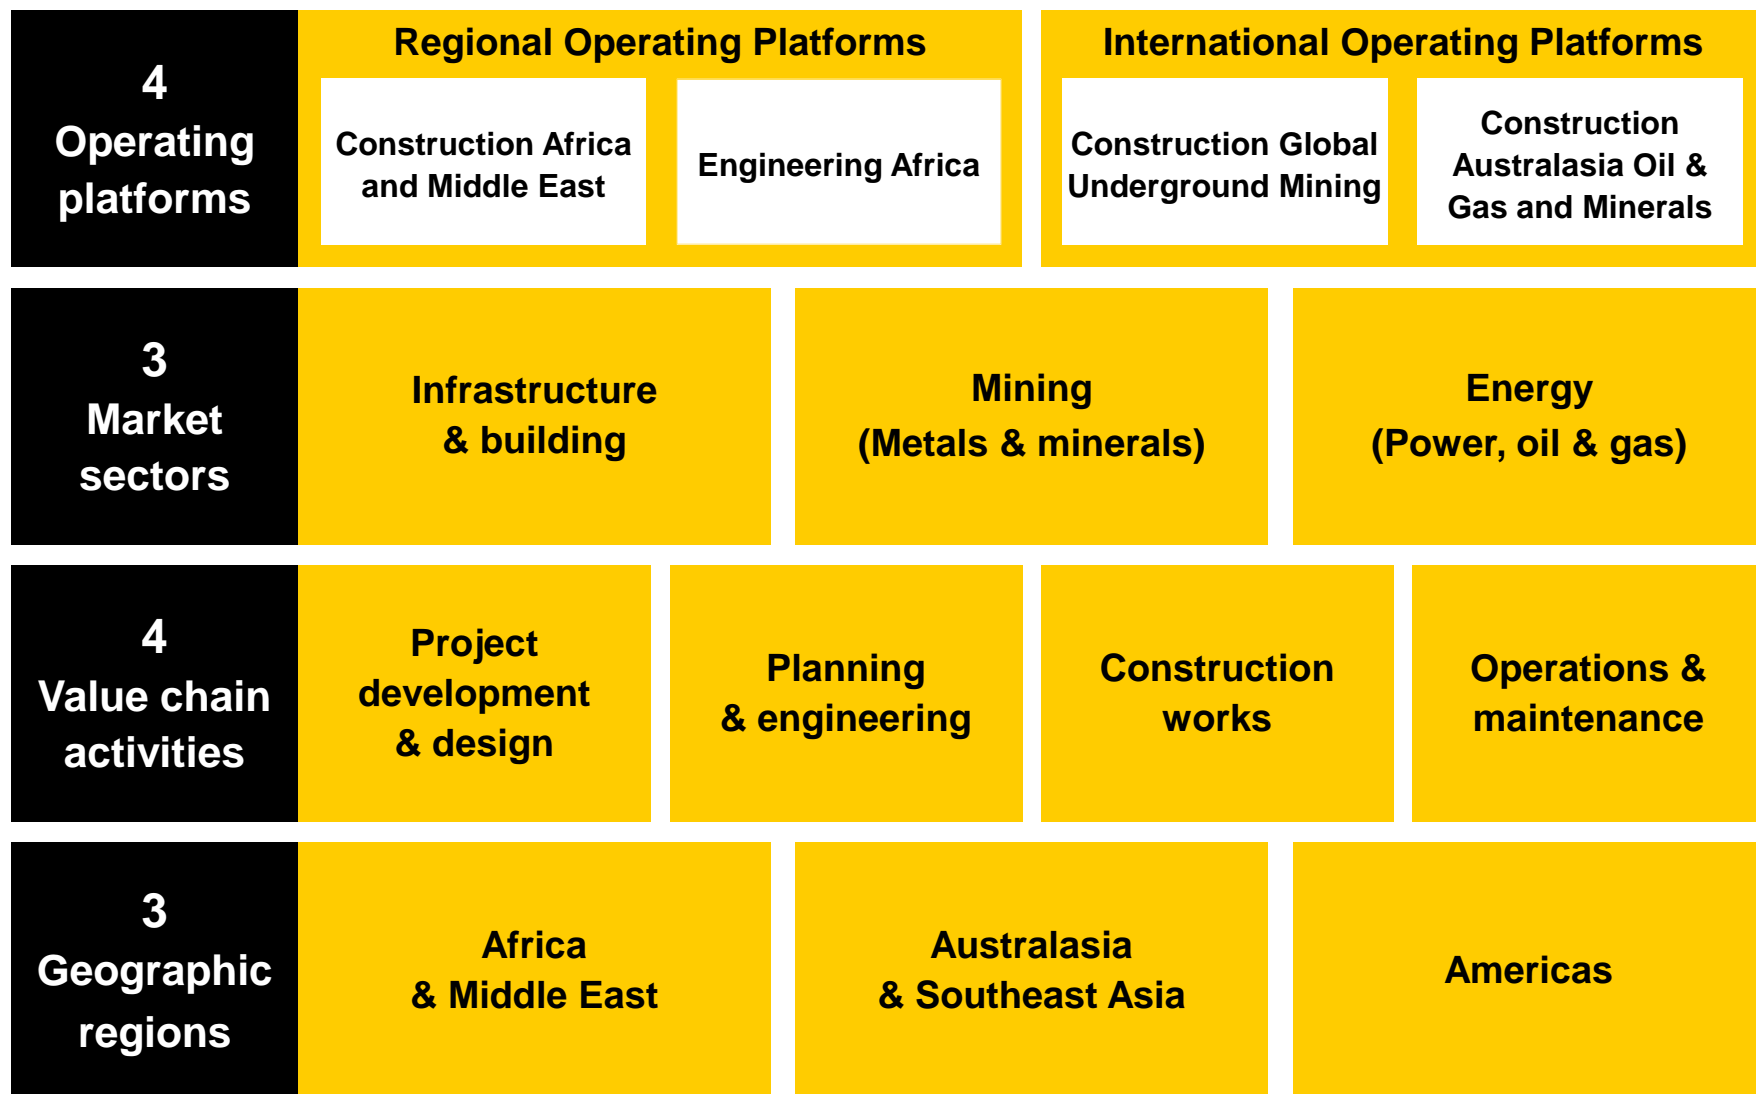 4
Operating
platforms
Regional Operating Platforms
Construction Africa
and Middle East
Engineering Africa
International Operating Platforms
Construction Global
Underground Mining
Construction
Australasia Oil &
Gas and Minerals
3
Market
sectors
Infrastructure
& building
Mining
(Metals & minerals)
Energy
(Power, oil & gas)
4
Value chain
activities
Project
development
& design
Planning
& engineering
Construction
works
Operations &
maintenance
3
Geographic
regions
Africa
& Middle East
Australasia
& Southeast Asia
Americas